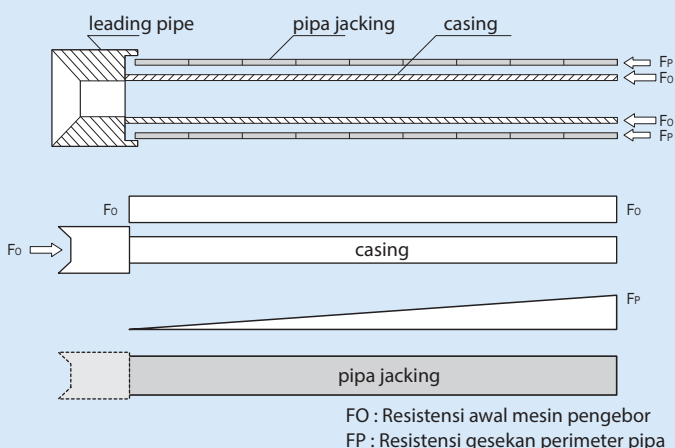 leading pipe pipa jacking casing
FP
FO
FO
FP
FO FO
FO casing
FP
pipa jacking
FO : Resistensi awal mesin pengebor
FP : Resistensi gesekan perimeter pipa